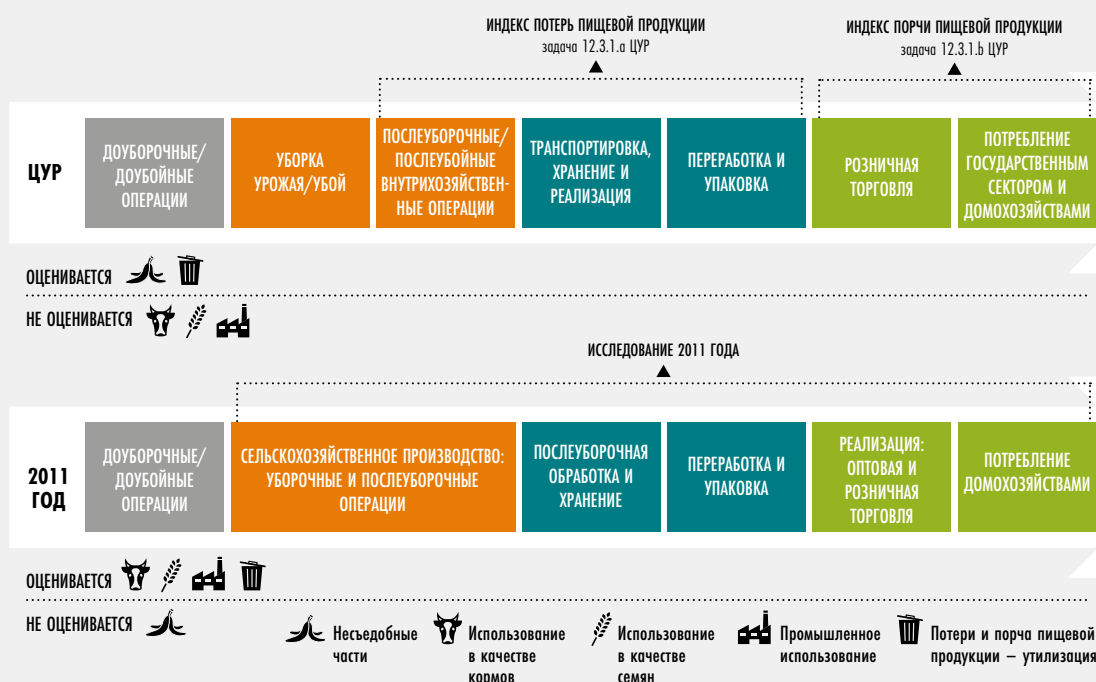 ИНДЕКС ПОТЕРЬ ПИЩЕВОЙ ПРОДУКЦИИ
задача 12.3.1.a ЦУР
ИНДЕКС ПОРЧИ ПИЩЕВОЙ ПРОДУКЦИИ
задача 12.3.1.b ЦУР
ЦУР
ДОУБОРОЧНЫЕ/
ДОУБОЙНЫЕ
ОПЕРАЦИИ
УБОРКА
УРОЖАЯ/УБОЙ
ПОСЛЕУБОРОЧНЫЕ/
ПОСЛЕУБОЙНЫЕ
ВНУТРИХОЗЯЙСТВЕН-
НЫЕ ОПЕРАЦИИ
ТРАНСПОРТИРОВКА,
ХРАНЕНИЕ И
РЕАЛИЗАЦИЯ
ПЕРЕРАБОТКА И
УПАКОВКА
РОЗНИЧНАЯ
ТОРГОВЛЯ
ПОТРЕБЛЕНИЕ
ГОСУДАРСТВЕННЫМ
СЕКТОРОМ И
ДОМОХОЗЯЙСТВАМИ
ОЦЕНИВАЕТСЯ
НЕ ОЦЕНИВАЕТСЯ
ИССЛЕДОВАНИЕ 2011 ГОДА
2011
ГОД
ДОУБОРОЧНЫЕ/
ДОУБОЙНЫЕ
ОПЕРАЦИИ
СЕЛЬСКОХОЗЯЙСТВЕННОЕ ПРОИЗВОДСТВО:
УБОРОЧНЫЕ И ПОСЛЕУБОРОЧНЫЕ
ОПЕРАЦИИ
ПОСЛЕУБОРОЧНАЯ
ОБРАБОТКА И
ХРАНЕНИЕ
ПЕРЕРАБОТКА И
УПАКОВКА
РЕАЛИЗАЦИЯ:
ОПТОВАЯ И
РОЗНИЧНАЯ
ТОРГОВЛЯ
ПОТРЕБЛЕНИЕ
ДОМОХОЗЯЙСТВАМИ
ОЦЕНИВАЕТСЯ
НЕ ОЦЕНИВАЕТСЯ
Несъедобные
части
Использование
в качестве
кормов
Использование
в качестве
семян
Промышленное
использование
Потери и порча пищевой
продукции – утилизация